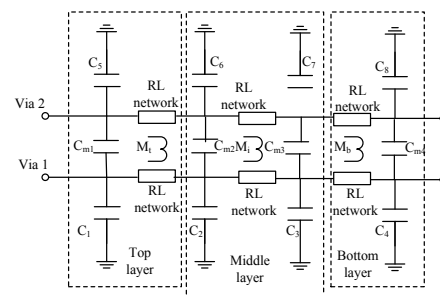 C5
C6
C7
C8
RL
network
RL
network
RL
network
Via 2
Cm1
Mt
Cm2
Mi
Cm3
Mb
Cm4
Via 1
RL
network
RL
network
RL
network
C1
C2
C3
C4
Top
layer
Middle
layer
Bottom
layer